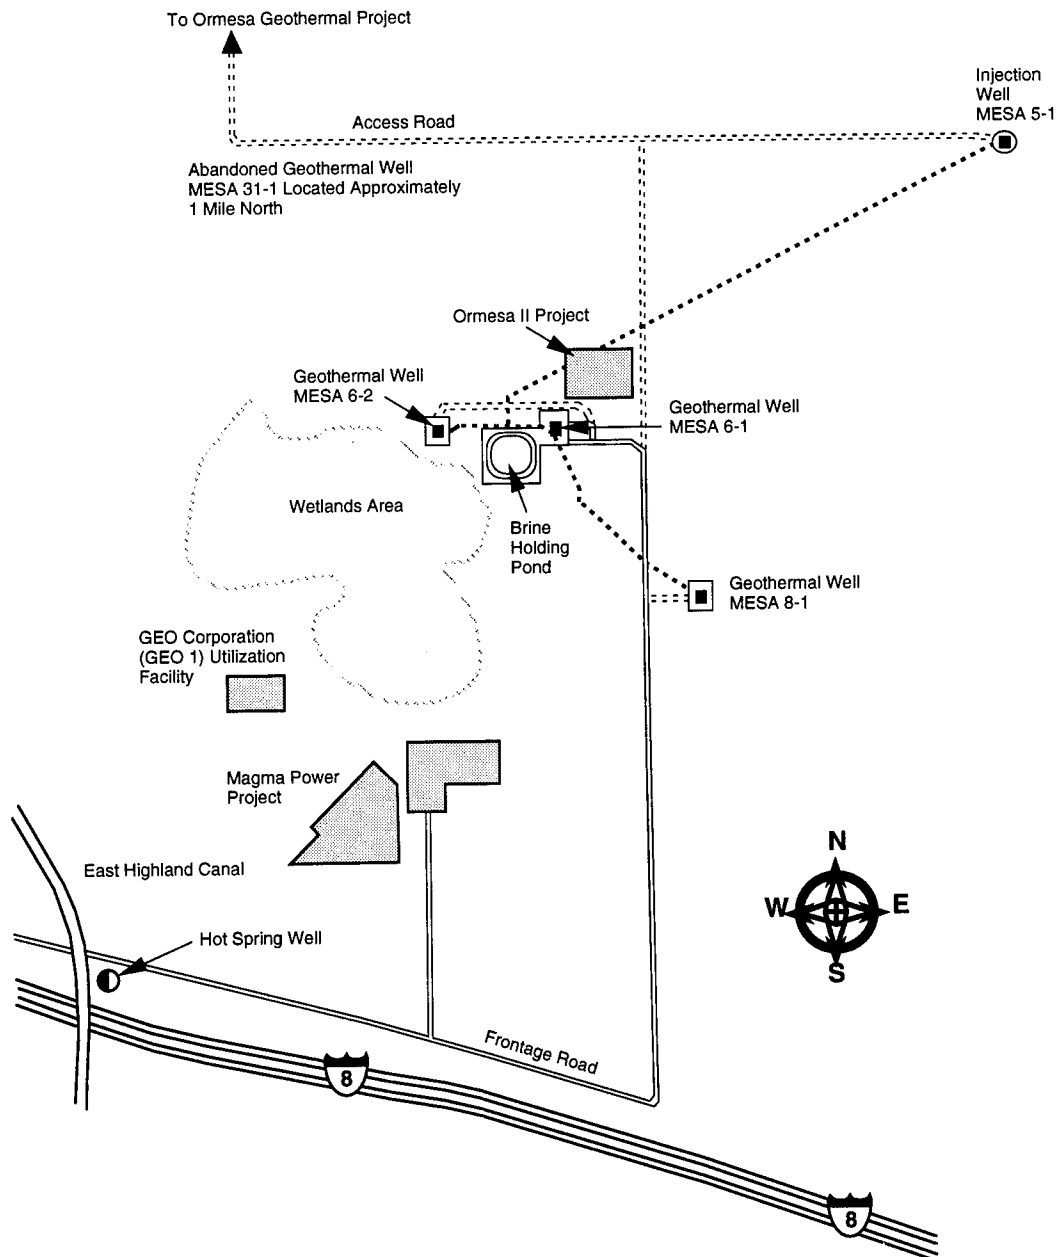 To Ormesa Geothermal Project
Injection
Well
MESA 5-1
Access Road
Abandoned Geothermal Well
MESA 31-1 Located Approximately
1 Mile North
Ormesa II Project
Geothermal Well
MESA 6-2
Geothermal Well
MESA 6-1
Wetlands Area
Brine
Holding
Pond
Geothermal Well
MESA 8-1
GEO Corporation
(GEO 1) Utilization
Facility
Magma Power
Project
East Highland Canal
N
W
E
S
Hot Spring Well
Frontage Road
8
8